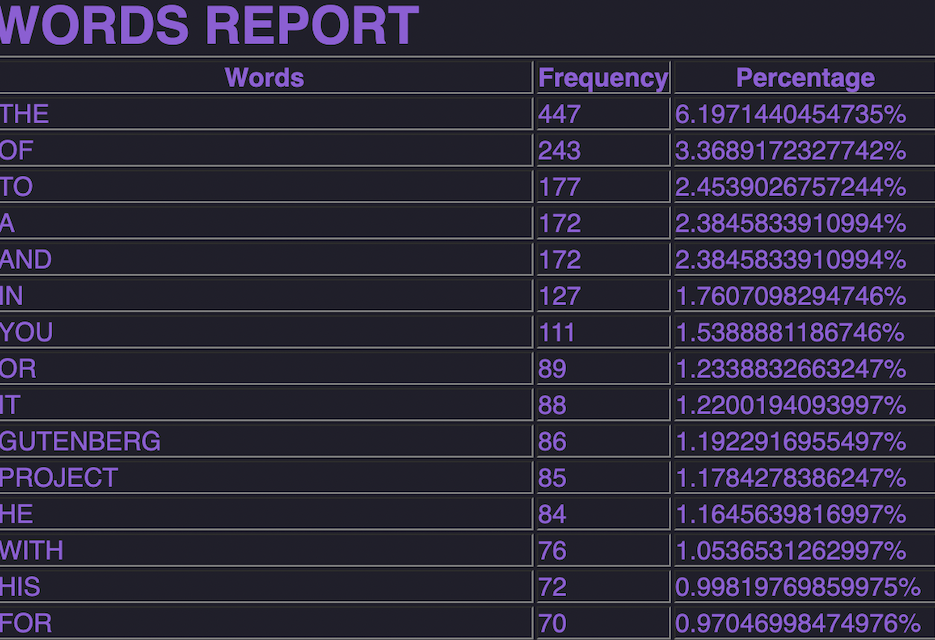 WORDS REPORT
Words Frequency Percentage
THE 447 6.1971440454735%
OF 243 3.3689172327742%
TO 177 2.4539026757244%
A 172 2.3845833910994%
AND 172 2.3845833910994%
IN 127 1.7607098294746%
YOU 111 1.5388881186746%
OR 89 1.2338832663247%
IT 88 1.2200194093997%
GUTENBERG 86 1.1922916955497%
PROJECT 85 1.1784278386247%
HE 84 1.1645639816997%
WITH 76 1.0536531262997%
HIS 72 0.99819769859975%
FOR 70 0.97046998474976%